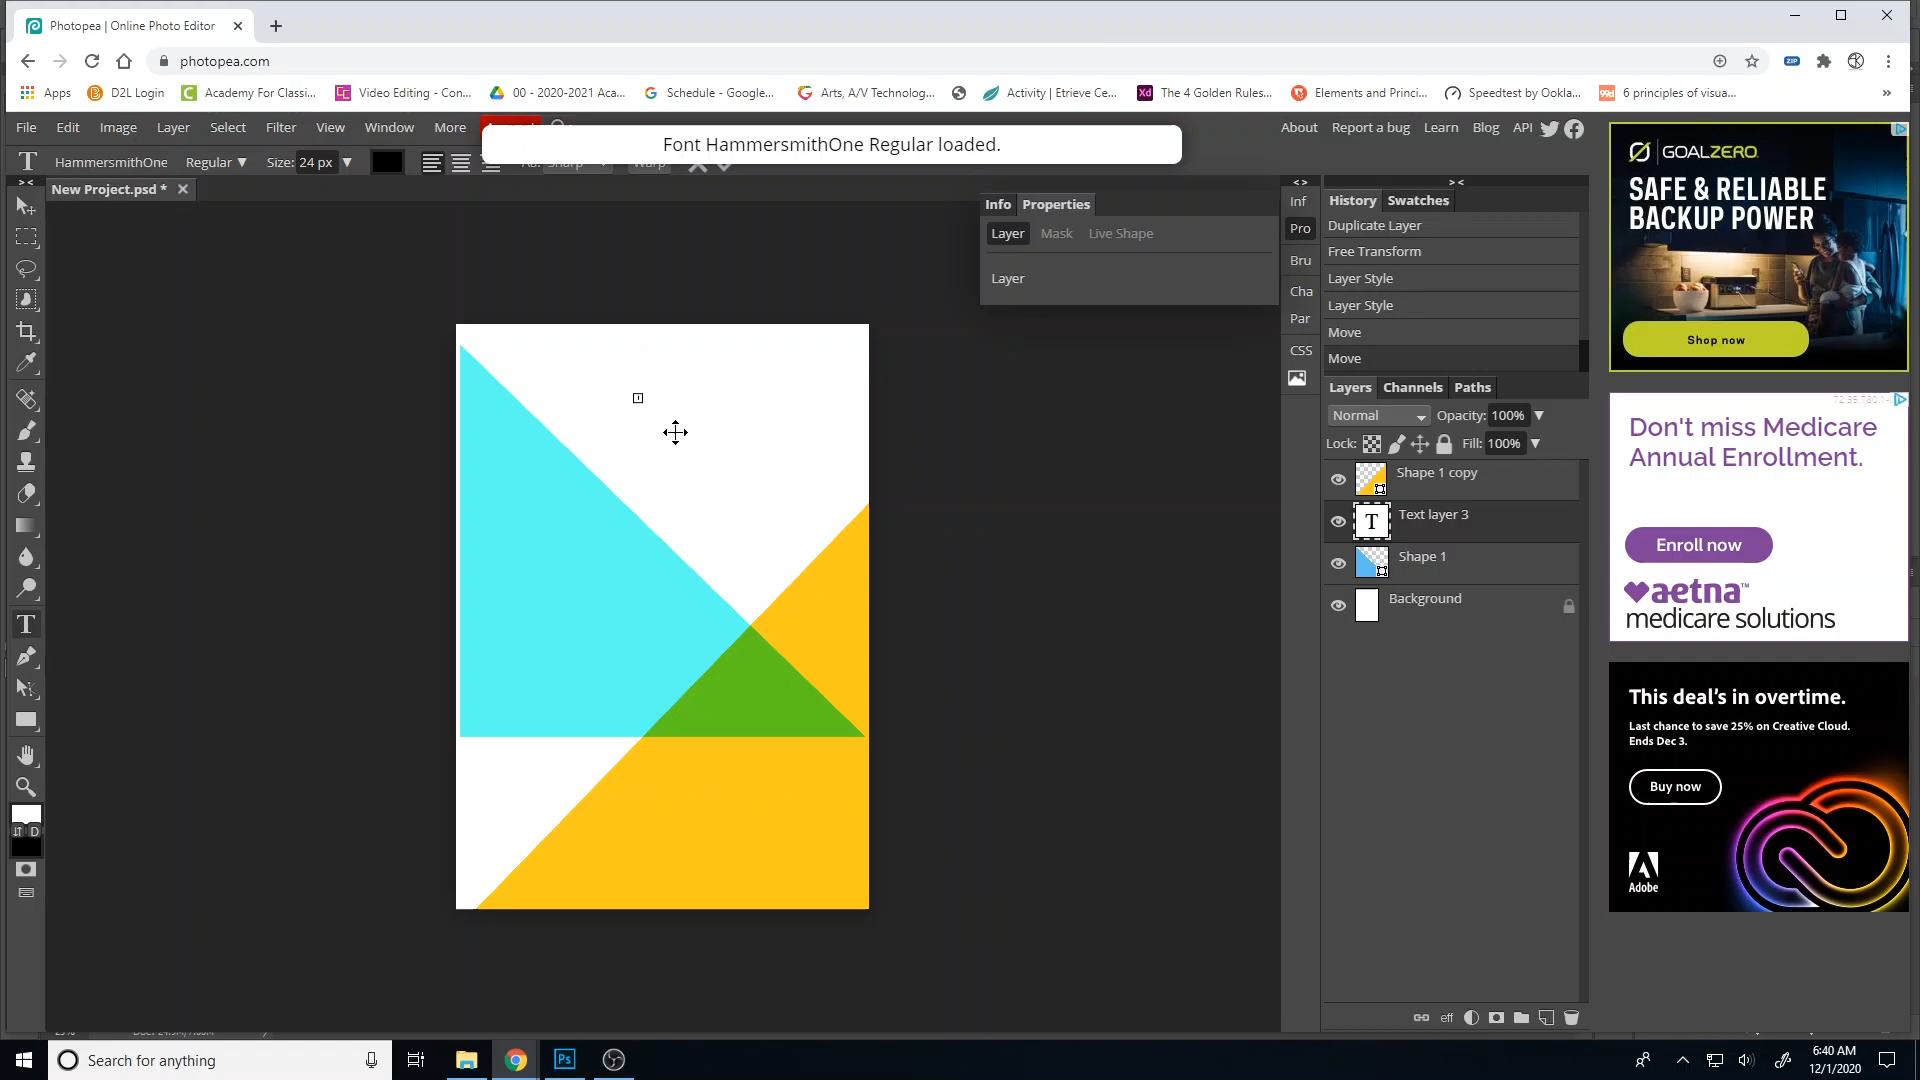 Photopea | Online Photo Editor
photopea.com
ZIP
Apps
D2L Login
Academy For Classi...
Video Editing - Con...
00 - 2020-2021 Aca...
Schedule - Google...
Arts, A/V Technolog...
Activity | Etrieve Ce...
Xd
The 4 Golden Rules...
Elements and Princi...
Speedtest by Ookla...
99d
6 principles of visua...
File Edit Image Layer Select Filter View Window More
Font HammersmithOne Regular loaded.
About Report a bug Learn Blog API
HammersmithOne Regular Size: 24 px
New Project.psd *
Info Properties
Layer Mask Live Shape
Layer
Inf
Pro
Bru
Cha
Par
CSS
History Swatches
Duplicate Layer
Free Transform
Layer Style
Layer Style
Move
Move
Layers Channels Paths
Normal Opacity: 100%
Lock: Fill: 100%
Shape 1 copy
T Text layer 3
Shape 1
Background
eff
D
GOALZERO.
SAFE & RELIABLE
BACKUP POWER
Shop now
Don't miss Medicare
Annual Enrollment.
Enroll now
aetna™
medicare solutions
This deal's in overtime.
Last chance to save 25% on Creative Cloud.
Ends Dec 3.
Buy now
Adobe
Search for anything
Ps
6:40 AM
12/1/2020